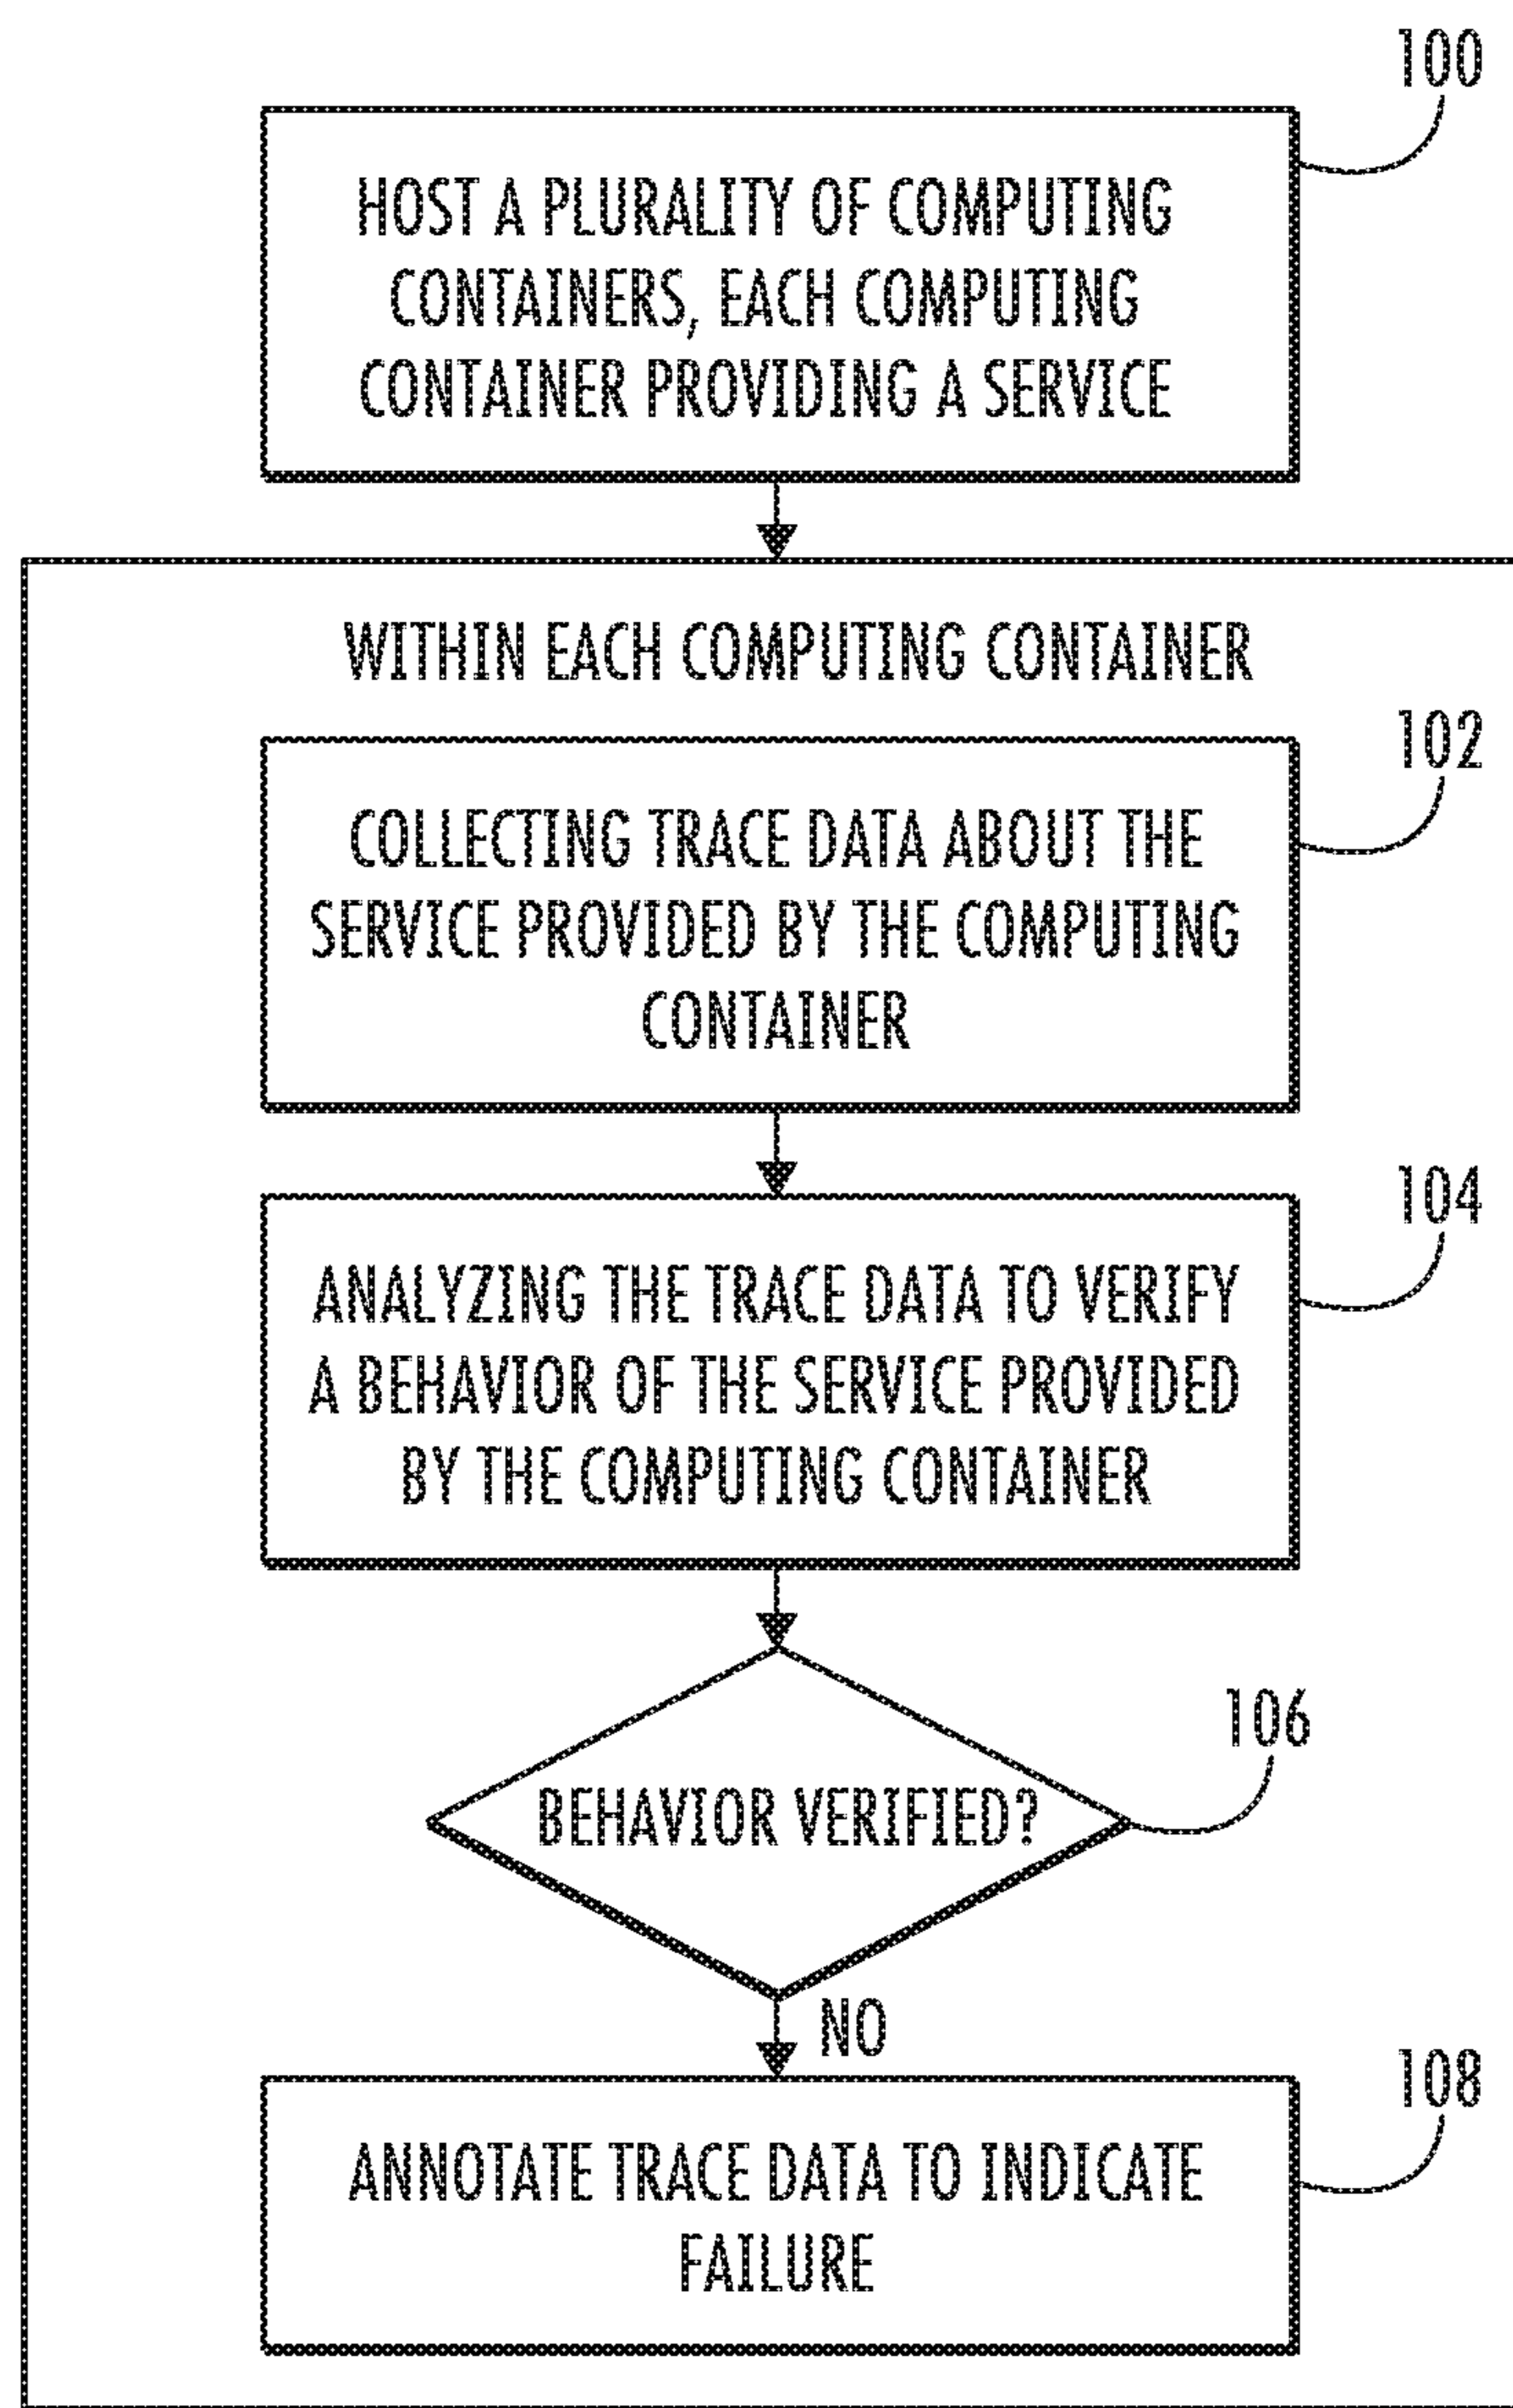 100
HOST A PLURALITY OF COMPUTING
CONTAINERS, EACH COMPUTING
CONTAINER PROVIDING A SERVICE
WITHIN EACH COMPUTING CONTAINER
102
COLLECTING TRACE DATA ABOUT THE
SERVICE PROVIDED BY THE COMPUTING
CONTAINER
104
ANALYZING THE TRACE DATA TO VERIFY
A BEHAVIOR OF THE SERVICE PROVIDED
BY THE COMPUTING CONTAINER
106
BEHAVIOR VERIFIED?
NO
108
ANNOTATE TRACE DATA TO INDICATE
FAILURE